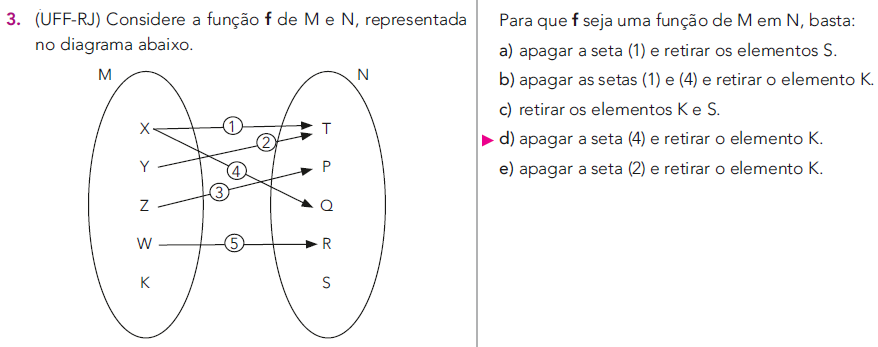 3. (UFF-RJ) Considere a função f de M e N, representada
no diagrama abaixo.
M
N
X
1
T
2
Y
4
P
3
Z
Q
W
5
R
K
S
Para que f seja uma função de M em N, basta:
a) apagar a seta (1) e retirar os elementos S.
b) apagar as setas (1) e (4) e retirar o elemento K.
c) retirar os elementos K e S.
d) apagar a seta (4) e retirar o elemento K.
e) apagar a seta (2) e retirar o elemento K.